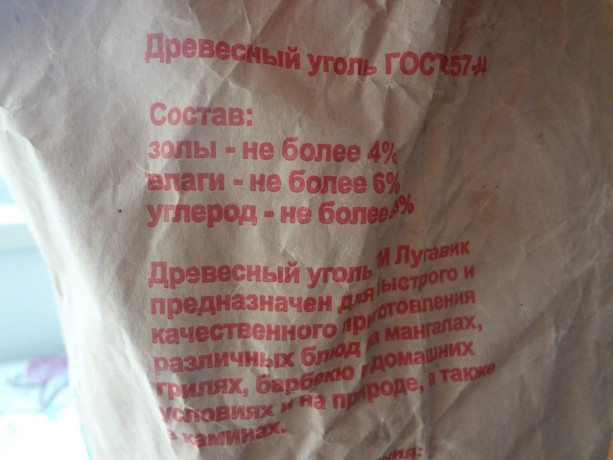 Древесный уголь ГОСТ
Состав:
золы - не более 4%
влаги - не более 6%
углерод - не более
Древесный уголь М Лугавик
предназначен для быстрого и
качественного приготовления
различных блюд на мангалах,
грилях, барбекю в домашних
условиях и на природе, а также
в каминах.